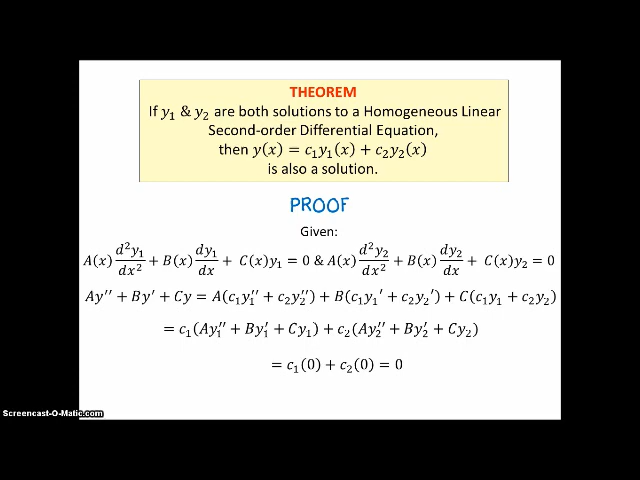 THEOREM
If y₁ & y₂ are both solutions to a Homogeneous Linear
Second-order Differential Equation,
then y(x) = c₁y₁(x) + c₂y₂(x)
is also a solution.
PROOF
Given:
A(x) d²y₁/dx² + B(x) dy₁/dx + C(x)y₁ = 0 & A(x) d²y₂/dx² + B(x) dy₂/dx + C(x)y₂ = 0
Ay′′ + By′ + Cy = A(c₁y₁′′ + c₂y₂′′) + B(c₁y₁′ + c₂y₂′) + C(c₁y₁ + c₂y₂)
= c₁(Ay₁′′ + By₁′ + Cy₁) + c₂(Ay₂′′ + By₂′ + Cy₂)
= c₁(0) + c₂(0) = 0
Screencast-O-Matic.com